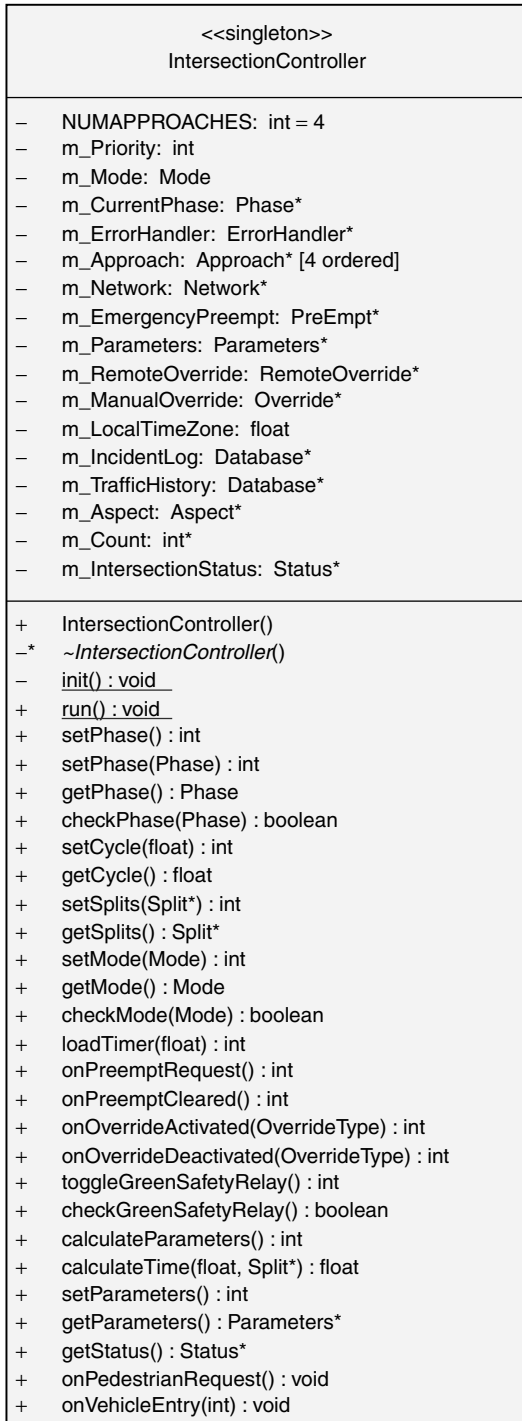 <<singleton>>
IntersectionController
− NUMAPPROACHES: int = 4
− m_Priority: int
− m_Mode: Mode
− m_CurrentPhase: Phase*
− m_ErrorHandler: ErrorHandler*
− m_Approach: Approach* [4 ordered]
− m_Network: Network*
− m_EmergencyPreempt: PreEmpt*
− m_Parameters: Parameters*
− m_RemoteOverride: RemoteOverride*
− m_ManualOverride: Override*
− m_LocalTimeZone: float
− m_IncidentLog: Database*
− m_TrafficHistory: Database*
− m_Aspect: Aspect*
− m_Count: int*
− m_IntersectionStatus: Status*
+ IntersectionController()
−* ~IntersectionController()
− init() : void
+ run() : void
+ setPhase() : int
+ setPhase(Phase) : int
+ getPhase() : Phase
+ checkPhase(Phase) : boolean
+ setCycle(float) : int
+ getCycle() : float
+ setSplits(Split*) : int
+ getSplits() : Split*
+ setMode(Mode) : int
+ getMode() : Mode
+ checkMode(Mode) : boolean
+ loadTimer(float) : int
+ onPreemptRequest() : int
+ onPreemptCleared() : int
+ onOverrideActivated(OverrideType) : int
+ onOverrideDeactivated(OverrideType) : int
+ toggleGreenSafetyRelay() : int
+ checkGreenSafetyRelay() : boolean
+ calculateParameters() : int
+ calculateTime(float, Split*) : float
+ setParameters() : int
+ getParameters() : Parameters*
+ getStatus() : Status*
+ onPedestrianRequest() : void
+ onVehicleEntry(int) : void